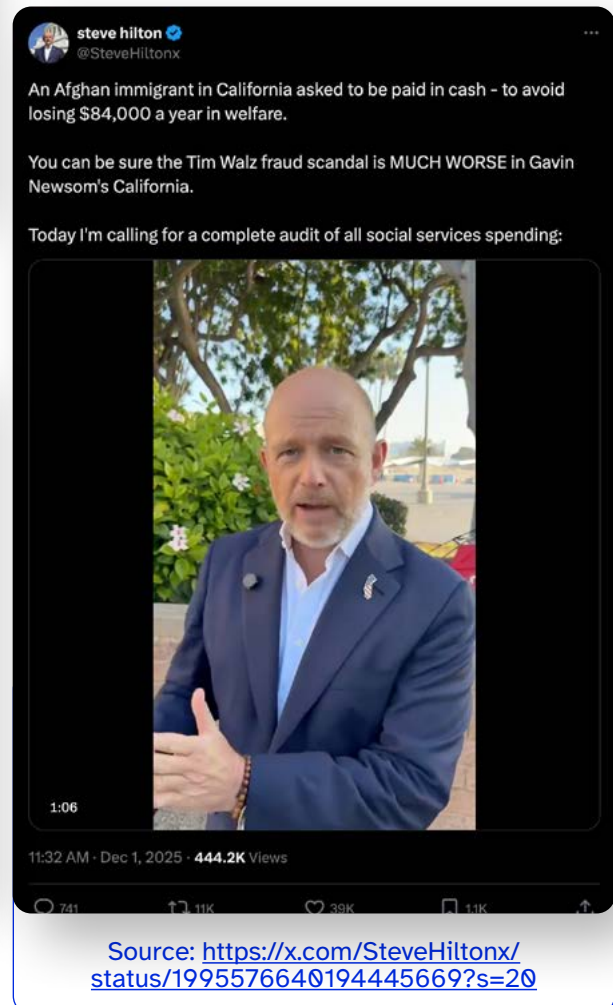 steve hilton
@SteveHiltonx
An Afghan immigrant in California asked to be paid in cash - to avoid
losing $84,000 a year in welfare.
You can be sure the Tim Walz fraud scandal is MUCH WORSE in Gavin
Newsom's California.
Today I'm calling for a complete audit of all social services spending:
1:06
11:32 AM · Dec 1, 2025 · 444.2K Views
741 11K 39K 1.1K
Source: https://x.com/SteveHiltonx/
status/1995576640194445669?s=20